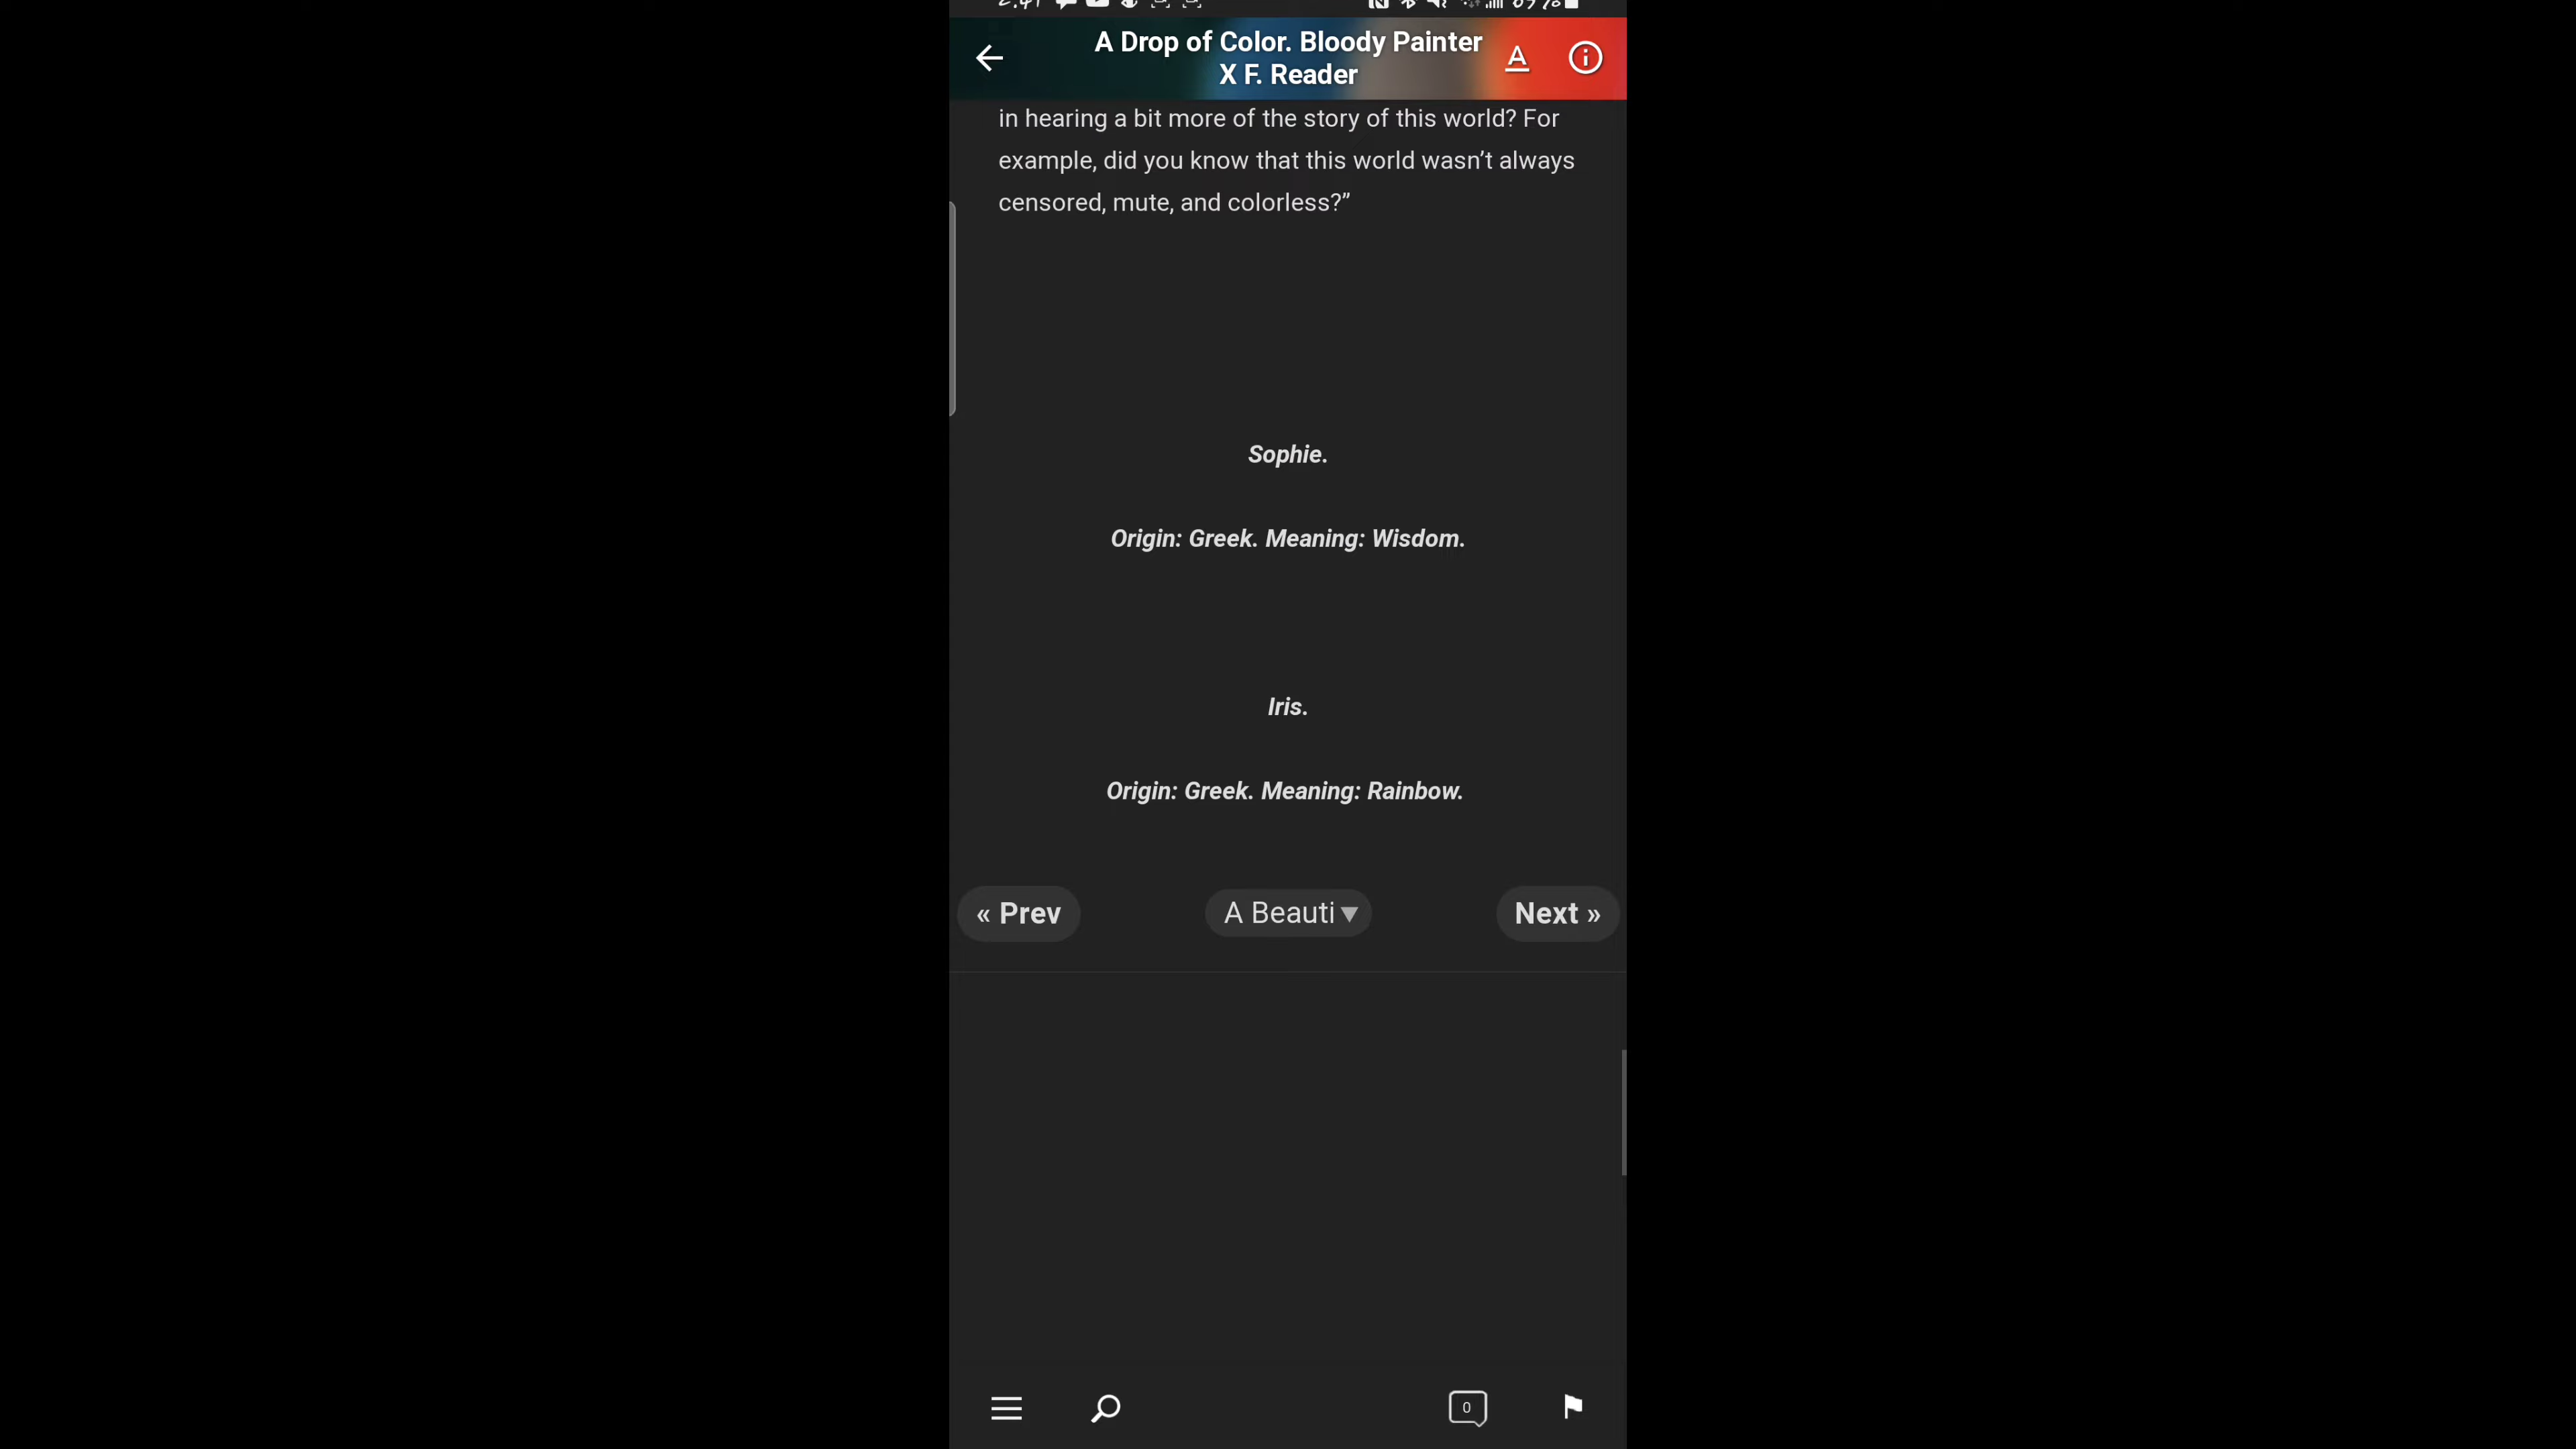 A Drop of Color. Bloody Painter
X F. Reader
A
in hearing a bit more of the story of this world? For
example, did you know that this world wasn’t always
censored, mute, and colorless?”
Sophie.
Origin: Greek. Meaning: Wisdom.
Iris.
Origin: Greek. Meaning: Rainbow.
« Prev
A Beauti
Next »
0